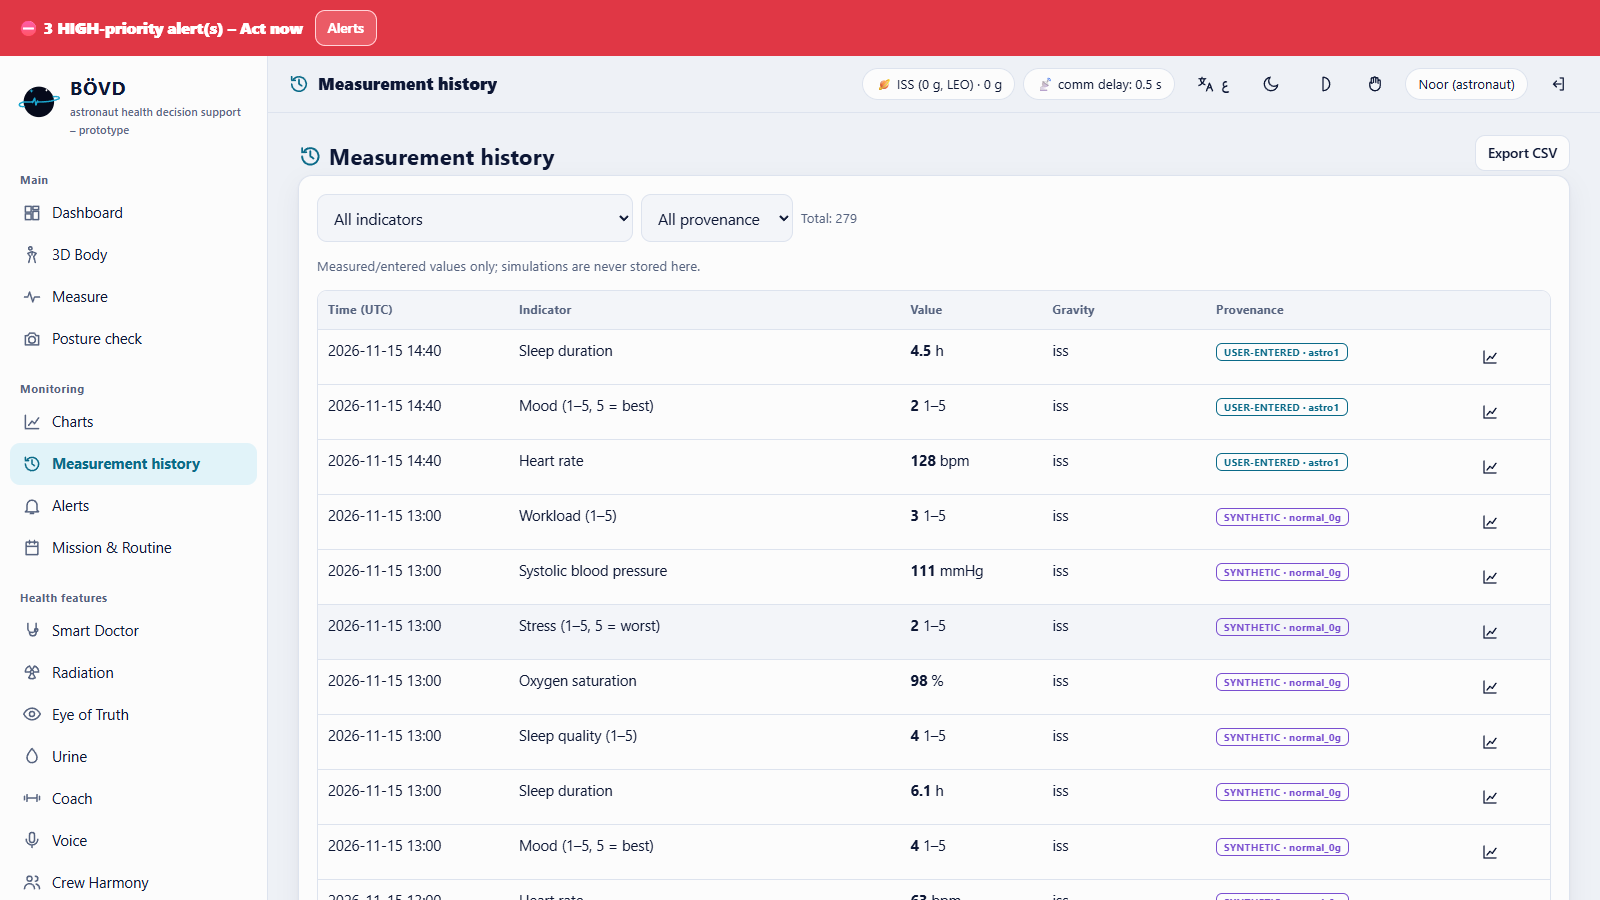 3 HIGH-priority alert(s) – Act now
Alerts
BÖVD
astronaut health decision support
– prototype
Main
Dashboard
3D Body
Measure
Posture check
Monitoring
Charts
Measurement history
Alerts
Mission & Routine
Health features
Smart Doctor
Radiation
Eye of Truth
Urine
Coach
Voice
Crew Harmony
Measurement history
ISS (0 g, LEO) · 0 g
comm delay: 0.5 s
ع
Noor (astronaut)
Measurement history
Export CSV
All indicators
All provenance
Total: 279
Measured/entered values only; simulations are never stored here.
Time (UTC) Indicator Value Gravity Provenance
2026-11-15 14:40 Sleep duration 4.5 h iss USER-ENTERED · astro1
2026-11-15 14:40 Mood (1–5, 5 = best) 2 1–5 iss USER-ENTERED · astro1
2026-11-15 14:40 Heart rate 128 bpm iss USER-ENTERED · astro1
2026-11-15 13:00 Workload (1–5) 3 1–5 iss SYNTHETIC · normal_0g
2026-11-15 13:00 Systolic blood pressure 111 mmHg iss SYNTHETIC · normal_0g
2026-11-15 13:00 Stress (1–5, 5 = worst) 2 1–5 iss SYNTHETIC · normal_0g
2026-11-15 13:00 Oxygen saturation 98 % iss SYNTHETIC · normal_0g
2026-11-15 13:00 Sleep quality (1–5) 4 1–5 iss SYNTHETIC · normal_0g
2026-11-15 13:00 Sleep duration 6.1 h iss SYNTHETIC · normal_0g
2026-11-15 13:00 Mood (1–5, 5 = best) 4 1–5 iss SYNTHETIC · normal_0g
2026-11-15 13:00 Heart rate 63 bpm iss